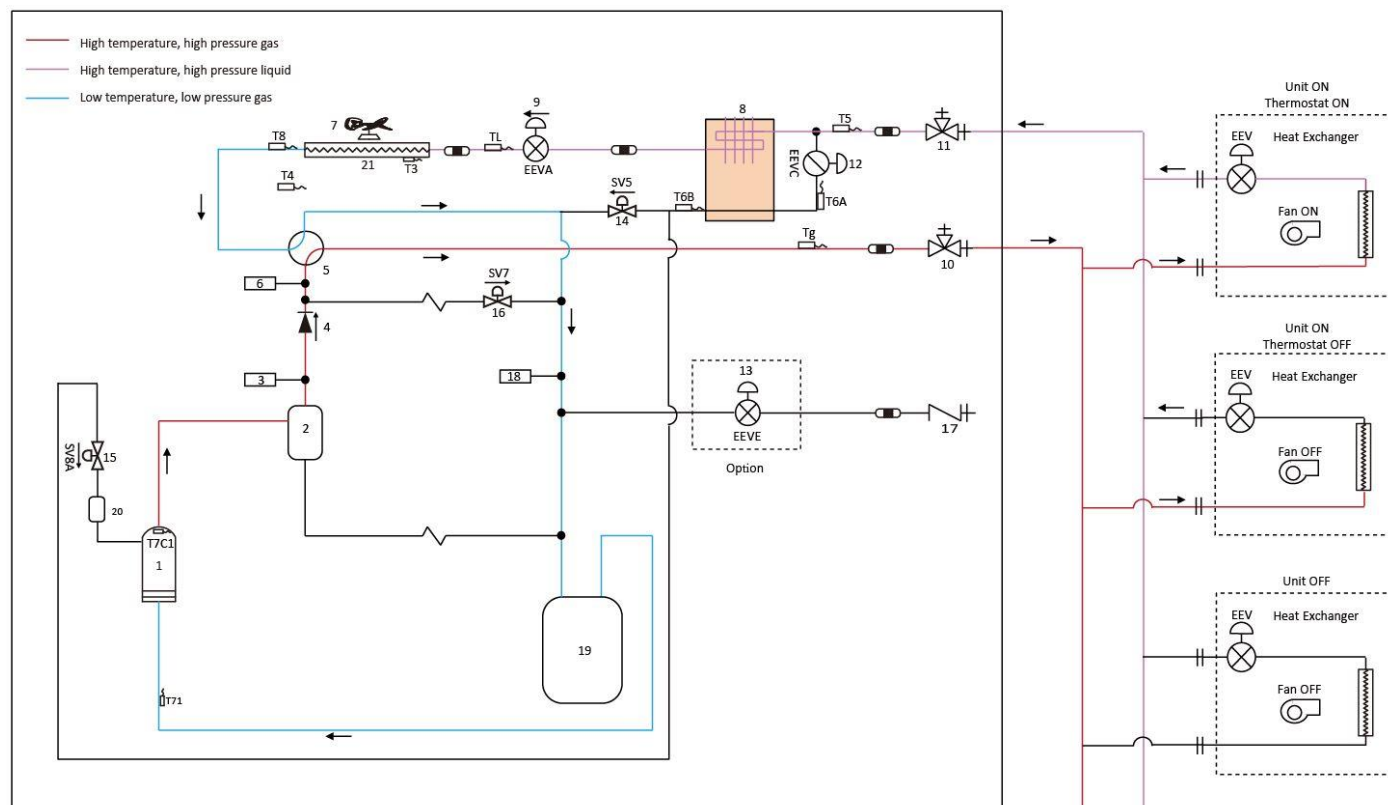 High temperature, high pressure gas
High temperature, high pressure liquid
Low temperature, low pressure gas
7
T8
21
T3
T4
TL
9
EEVA
8
T5
11
EEVC
12
T6A
T6B
SV5
14
5
Tg
10
6
SV7
16
4
3
18
13
EEVE
Option
17
2
SV8A
15
20
T7C1
1
19
T71
Unit ON
Thermostat ON
EEV
Heat Exchanger
Fan ON
Unit ON
Thermostat OFF
EEV
Heat Exchanger
Fan OFF
Unit OFF
EEV
Heat Exchanger
Fan OFF